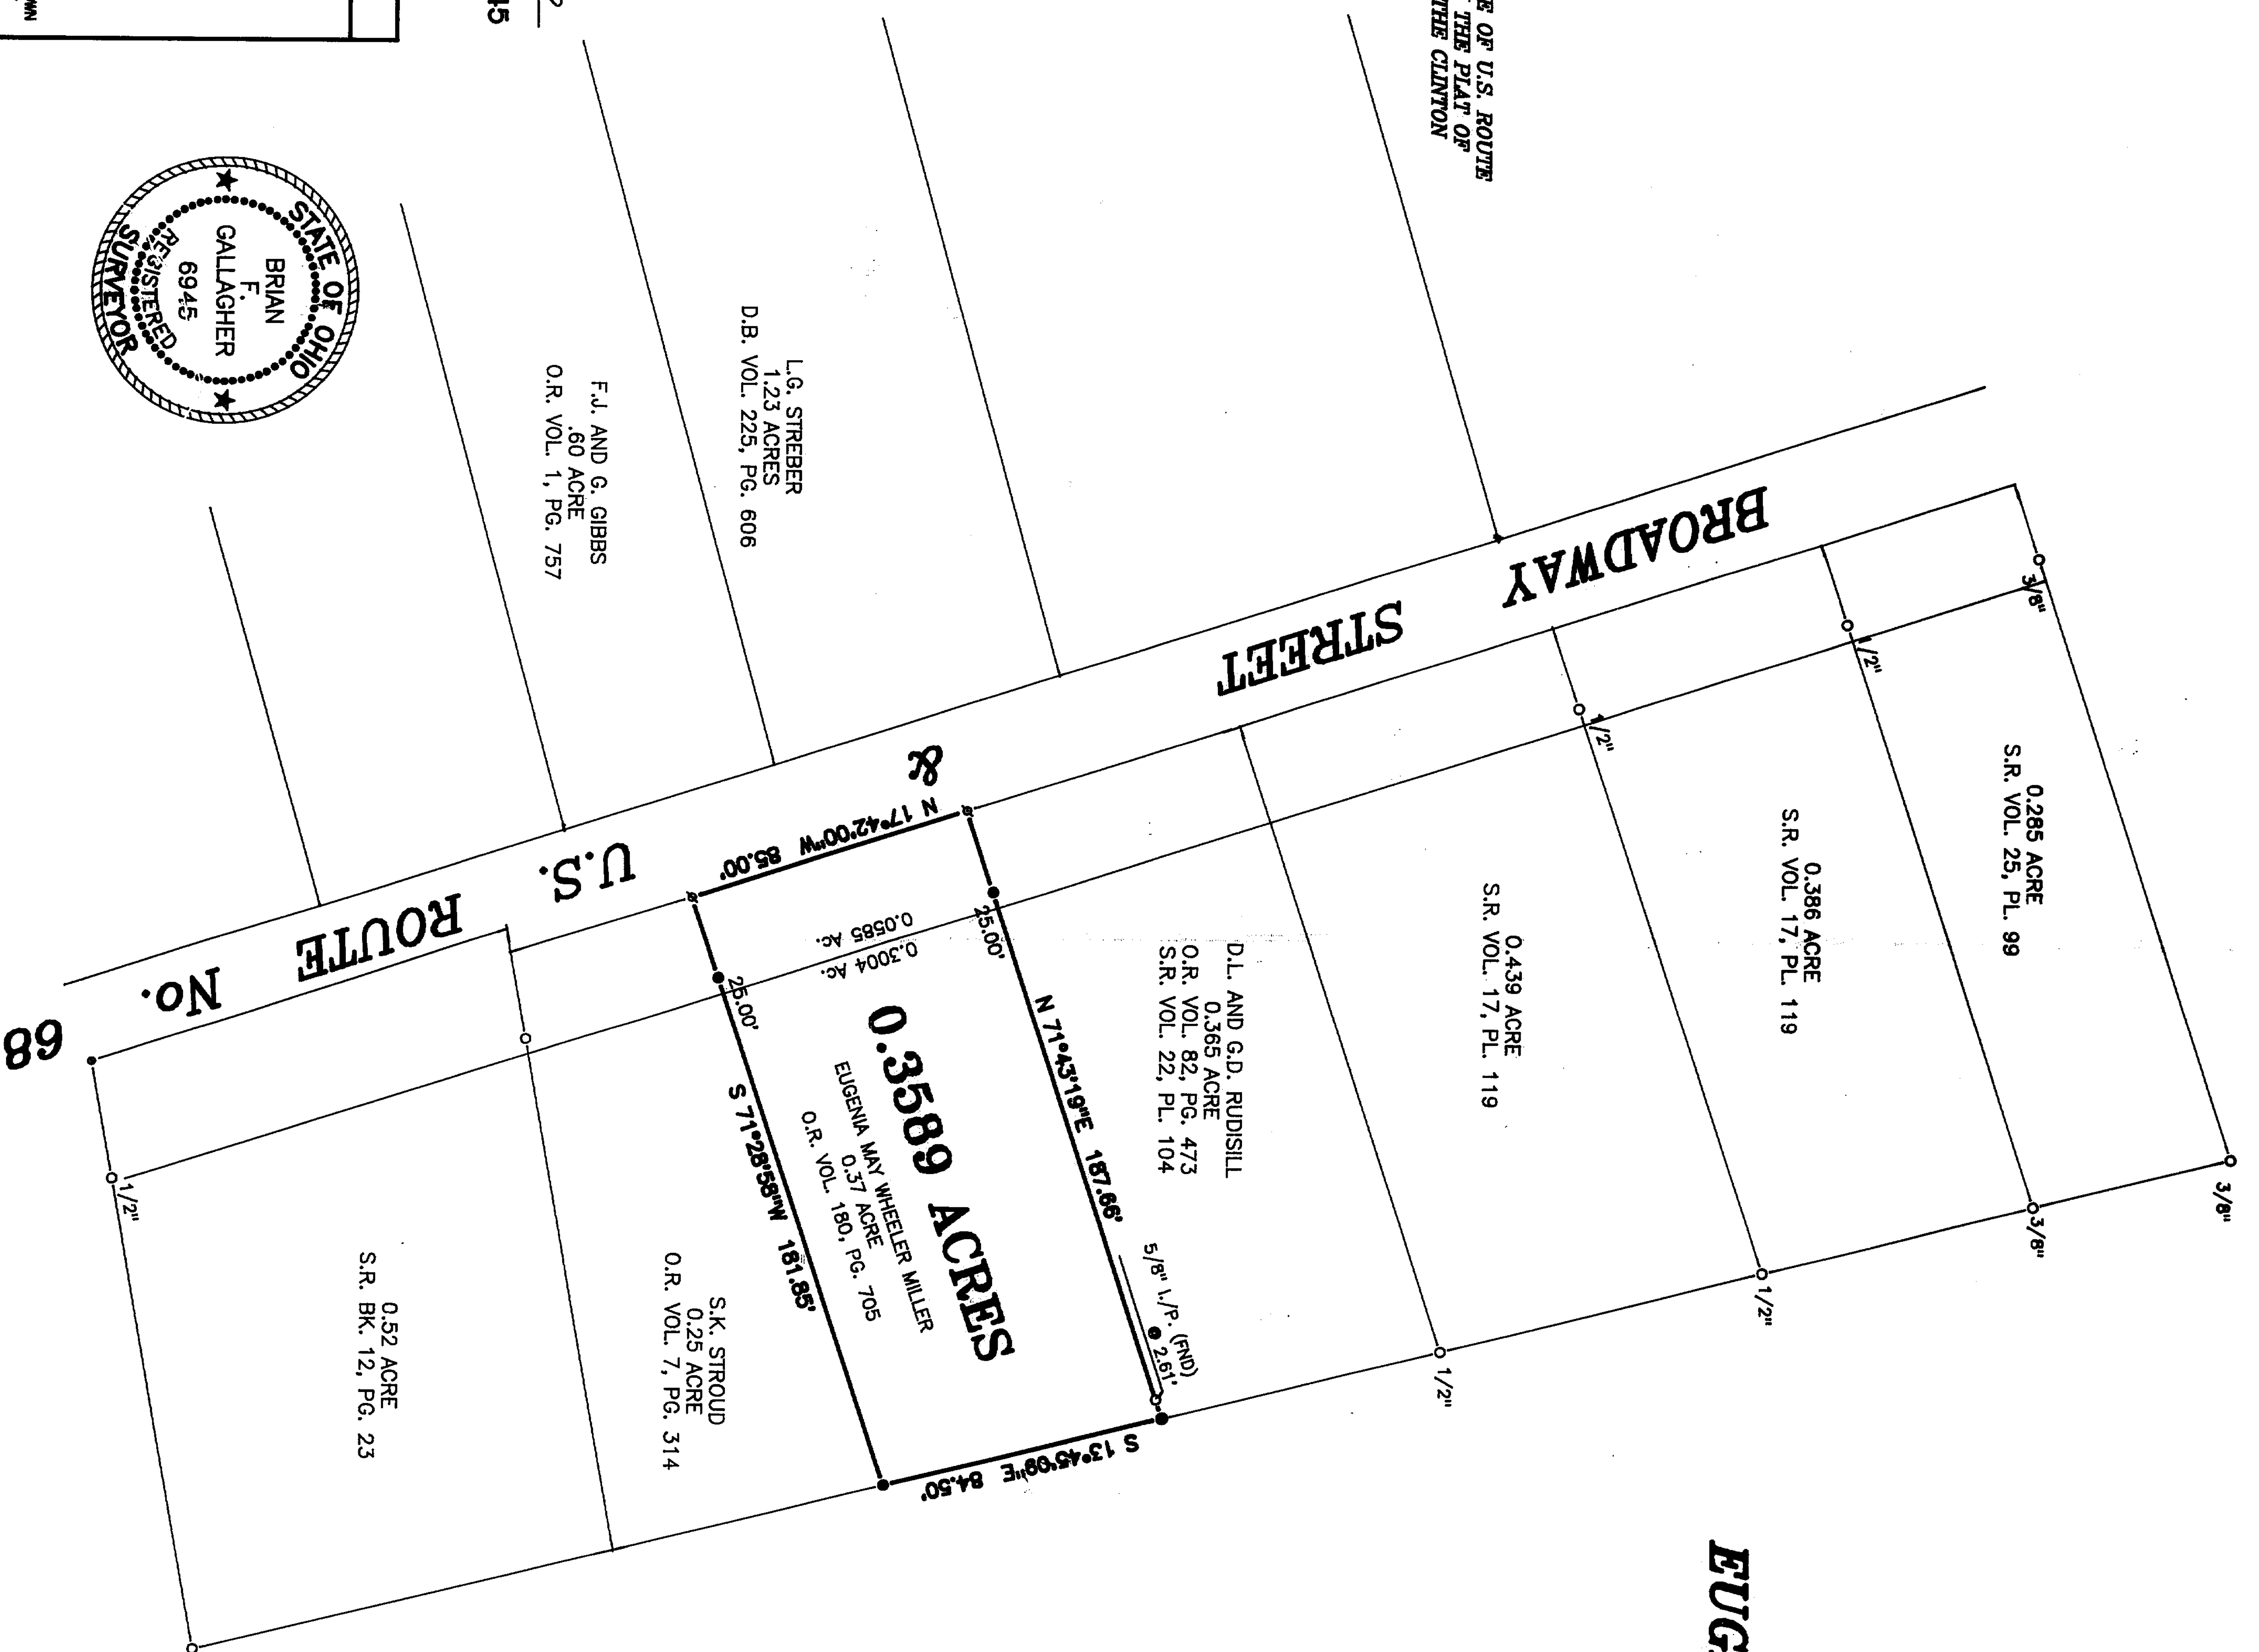 E OF U.S. ROUTE
THE PLAT OF
THE CLINTON
45
WN
STATE OF OHIO
BRIAN
F.
GALLAGHER
6945
REGISTERED
SURVEYOR
L.G. STREBER
1.23 ACRES
D.B. VOL. 225, PG. 606
F.J. AND G. GIBBS
.60 ACRE
O.R. VOL. 1, PG. 757
BROADWAY
STREET
&
U.S.
ROUTE
No.
68
0.285 ACRE
S.R. VOL. 25, PL. 99
0.386 ACRE
S.R. VOL. 17, PL. 119
0.439 ACRE
S.R. VOL. 17, PL. 119
D.L. AND G.D. RUDISILL
0.365 ACRE
O.R. VOL. 82, PG. 473
S.R. VOL. 22, PL. 104
3/8"
1/2"
1/2"
3/8"
3/8"
1/2"
1/2"
N 17°42'00"W 85.00'
25.00'
N 71°43'19"E 187.66'
5/8" I./P. (FND)
@ 2.61'
S 13°45'09"E 84.50'
25.00'
S 71°28'58"W 181.85'
0.0585 AC.
0.3004 AC.
0.3589 ACRES
EUGENIA MAY WHEELER MILLER
0.37 ACRE
O.R. VOL. 180, PG. 705
S.K. STROUD
0.25 ACRE
O.R. VOL. 7, PG. 314
0.52 ACRE
S.R. BK. 12, PG. 23
1/2"
EUG